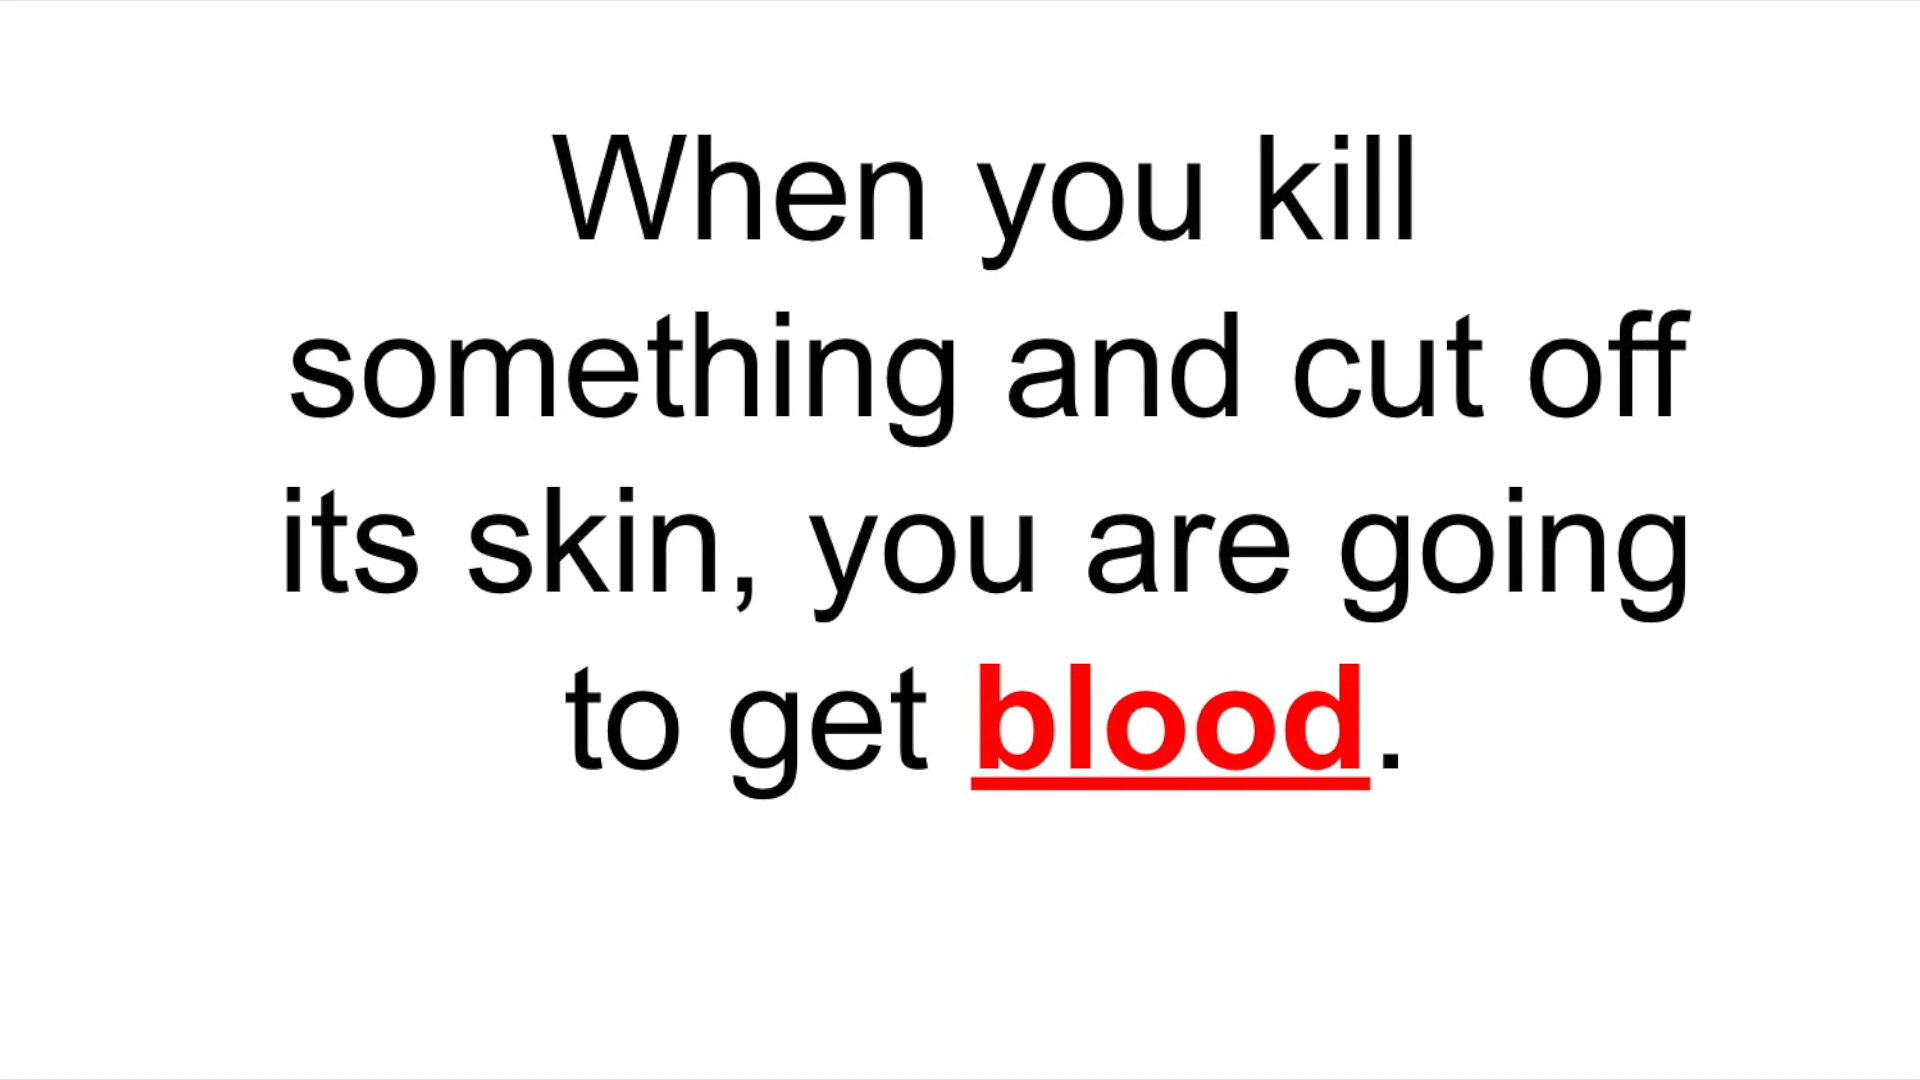 When you kill
something and cut off
its skin, you are going
to get blood.